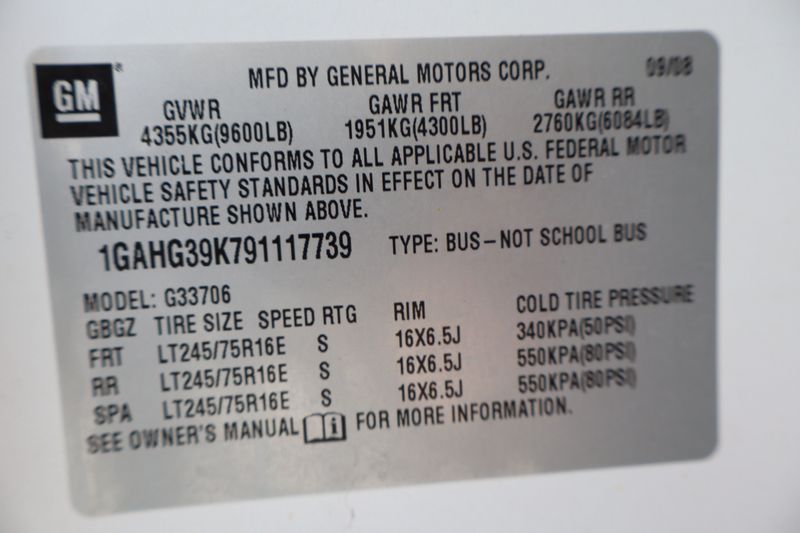 GM ® MFD BY GENERAL MOTORS CORP. 09/08
GVWR GAWR FRT GAWR RR
4355KG(9600LB) 1951KG(4300LB) 2760KG(6084LB)
THIS VEHICLE CONFORMS TO ALL APPLICABLE U.S. FEDERAL MOTOR
VEHICLE SAFETY STANDARDS IN EFFECT ON THE DATE OF
MANUFACTURE SHOWN ABOVE.
1GAHG39K791117739 TYPE: BUS–NOT SCHOOL BUS
MODEL: G33706
GBGZ TIRE SIZE SPEED RTG RIM COLD TIRE PRESSURE
FRT LT245/75R16E S 16X6.5J 340KPA(50PSI)
RR LT245/75R16E S 16X6.5J 550KPA(80PSI)
SPA LT245/75R16E S 16X6.5J 550KPA(80PSI)
SEE OWNER'S MANUAL i FOR MORE INFORMATION.